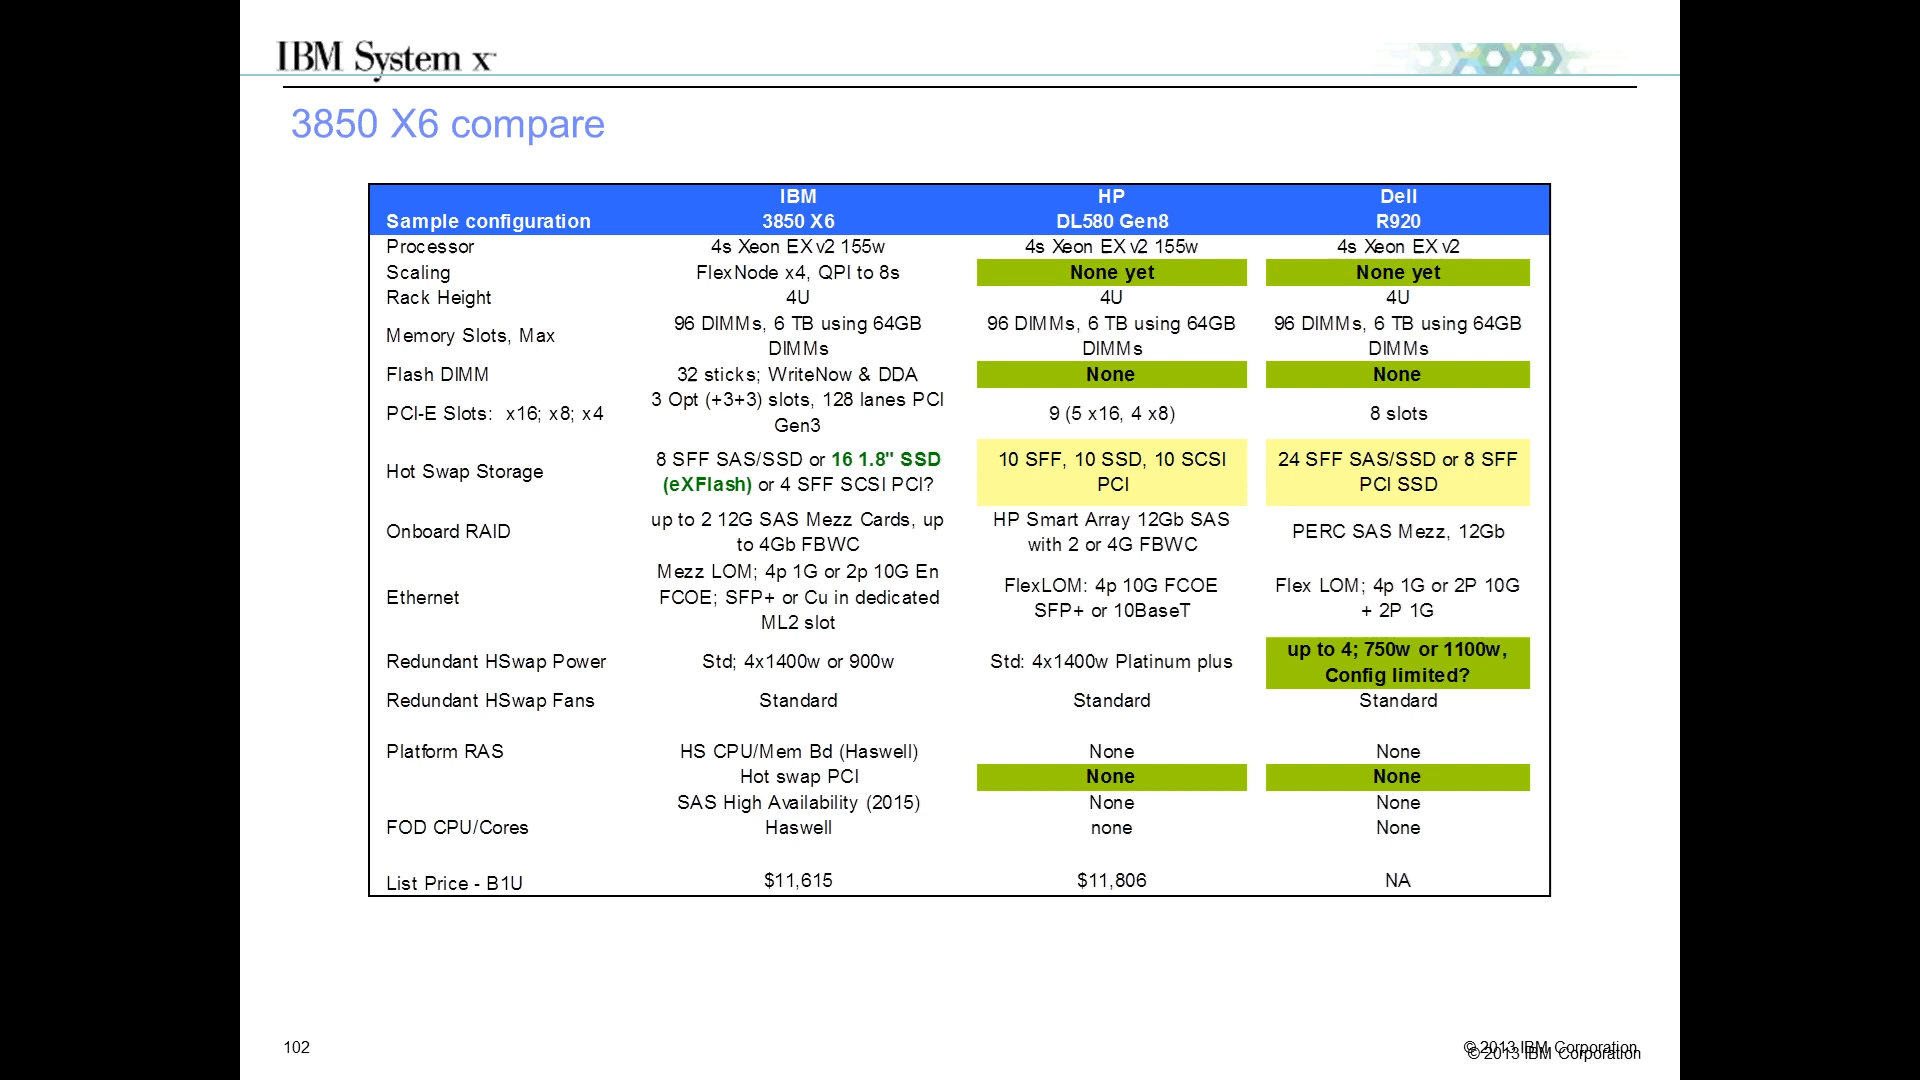 IBM System x™
3850 X6 compare
IBM HP Dell
Sample configuration 3850 X6 DL580 Gen8 R920
Processor 4s Xeon EX v2 155w 4s Xeon EX v2 155w 4s Xeon EX v2
Scaling FlexNode x4, QPI to 8s None yet None yet
Rack Height 4U 4U 4U
Memory Slots, Max 96 DIMMs, 6 TB using 64GB DIMMs 96 DIMMs, 6 TB using 64GB DIMMs 96 DIMMs, 6 TB using 64GB DIMMs
Flash DIMM 32 sticks; WriteNow & DDA None None
PCI-E Slots: x16; x8; x4 3 Opt (+3+3) slots, 128 lanes PCI Gen3 9 (5 x16, 4 x8) 8 slots
Hot Swap Storage 8 SFF SAS/SSD or 16 1.8" SSD (eXFlash) or 4 SFF SCSI PCI? 10 SFF, 10 SSD, 10 SCSI PCI 24 SFF SAS/SSD or 8 SFF PCI SSD
Onboard RAID up to 2 12G SAS Mezz Cards, up to 4Gb FBWC HP Smart Array 12Gb SAS with 2 or 4G FBWC PERC SAS Mezz, 12Gb
Ethernet Mezz LOM; 4p 1G or 2p 10G En FCOE; SFP+ or Cu in dedicated ML2 slot FlexLOM: 4p 10G FCOE SFP+ or 10BaseT Flex LOM; 4p 1G or 2P 10G + 2P 1G
Redundant HSwap Power Std; 4x1400w or 900w Std: 4x1400w Platinum plus up to 4; 750w or 1100w, Config limited?
Redundant HSwap Fans Standard Standard Standard
Platform RAS HS CPU/Mem Bd (Haswell) None None
Hot swap PCI None None
SAS High Availability (2015) None None
FOD CPU/Cores Haswell none None
List Price - B1U $11,615 $11,806 NA
102
© 2013 IBM Corporation
© 2013 IBM Corporation